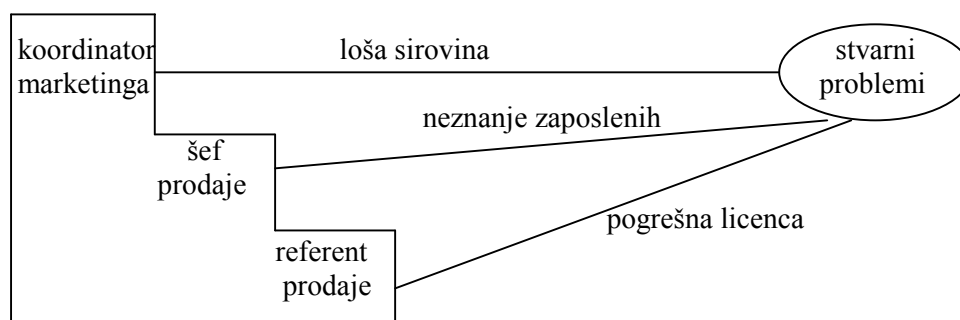 koordinator
marketinga
loša sirovina
stvarni
problemi
neznanje zaposlenih
šef
prodaje
pogrešna licenca
referent
prodaje